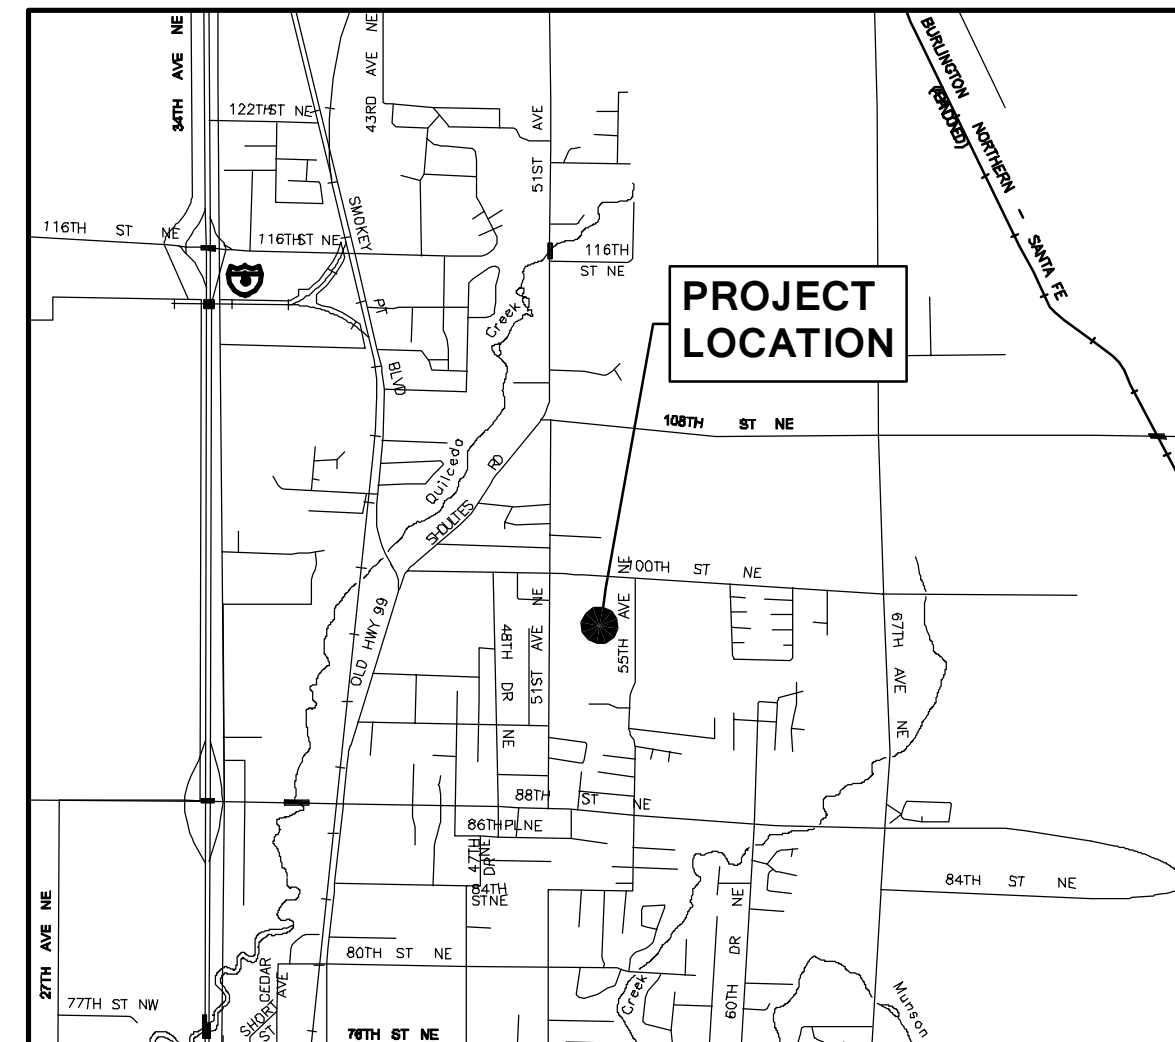 34TH AVE NE
43RD AVE NE
51ST AVE
BURLINGTON NORTHERN - SANTA FE
122TH ST NE
116TH ST NE
116TH ST NE
116TH
ST NE
SMOKEY PT BLVD
PROJECT
LOCATION
Quilceda Creek
SHOULTES RD
108TH ST NE
100TH ST NE
OLD HWY 99
48TH DR NE
51ST AVE NE
55TH AVE NE
67TH AVE NE
88TH ST NE
86TH PL NE
47TH
DR NE
84TH
ST NE
84TH ST NE
27TH AVE NE
80TH ST NE
60TH DR NE
CEDAR
AVE
SHORT
ST
77TH ST NW
76TH ST NE
Creek
Munson